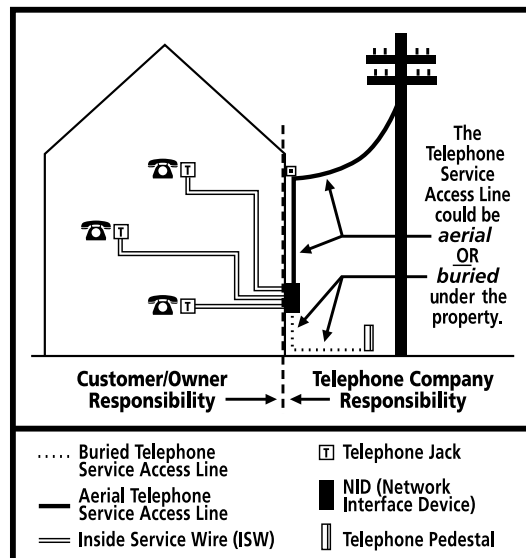 The
Telephone
Service
Access Line
could be
aerial
OR
buried
under the
property.
T
T
T
Customer/Owner
Responsibility
Telephone Company
Responsibility
Buried Telephone
Service Access Line
Aerial Telephone
Service Access Line
Inside Service Wire (ISW)
T Telephone Jack
NID (Network
Interface Device)
Telephone Pedestal